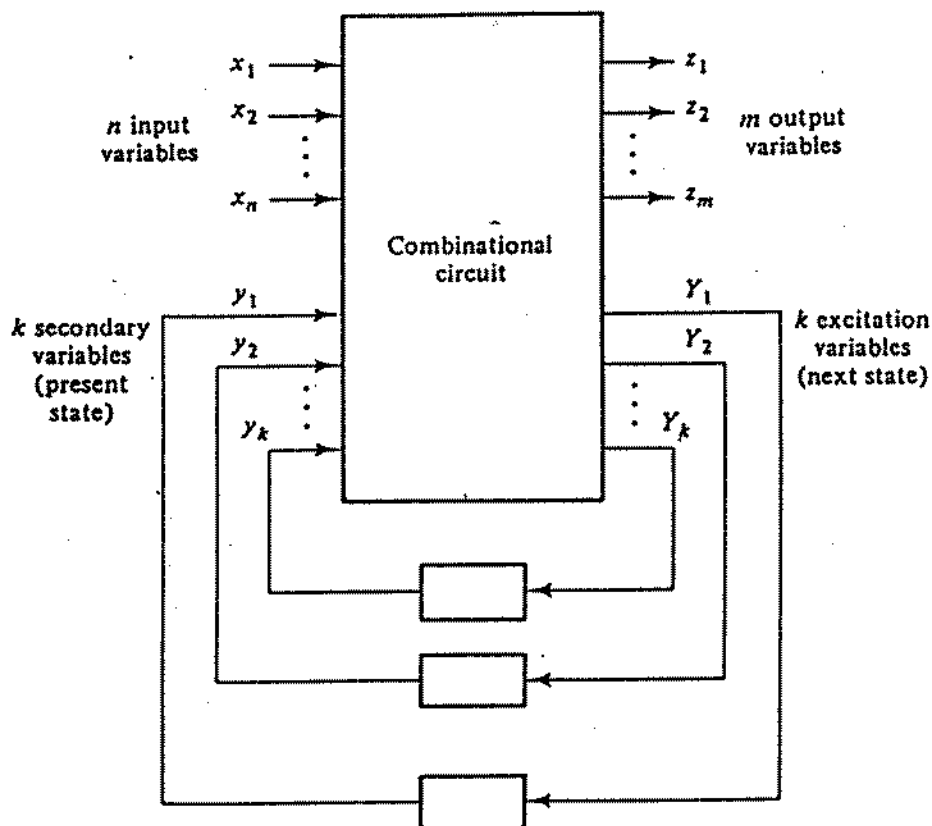 x₁
z₁
x₂
z₂
n input
variables
m output
variables
xₙ
zₘ
Combinational
circuit
y₁
Y₁
k secondary
variables
(present
state)
k excitation
variables
(next state)
y₂
Y₂
yₖ
Yₖ